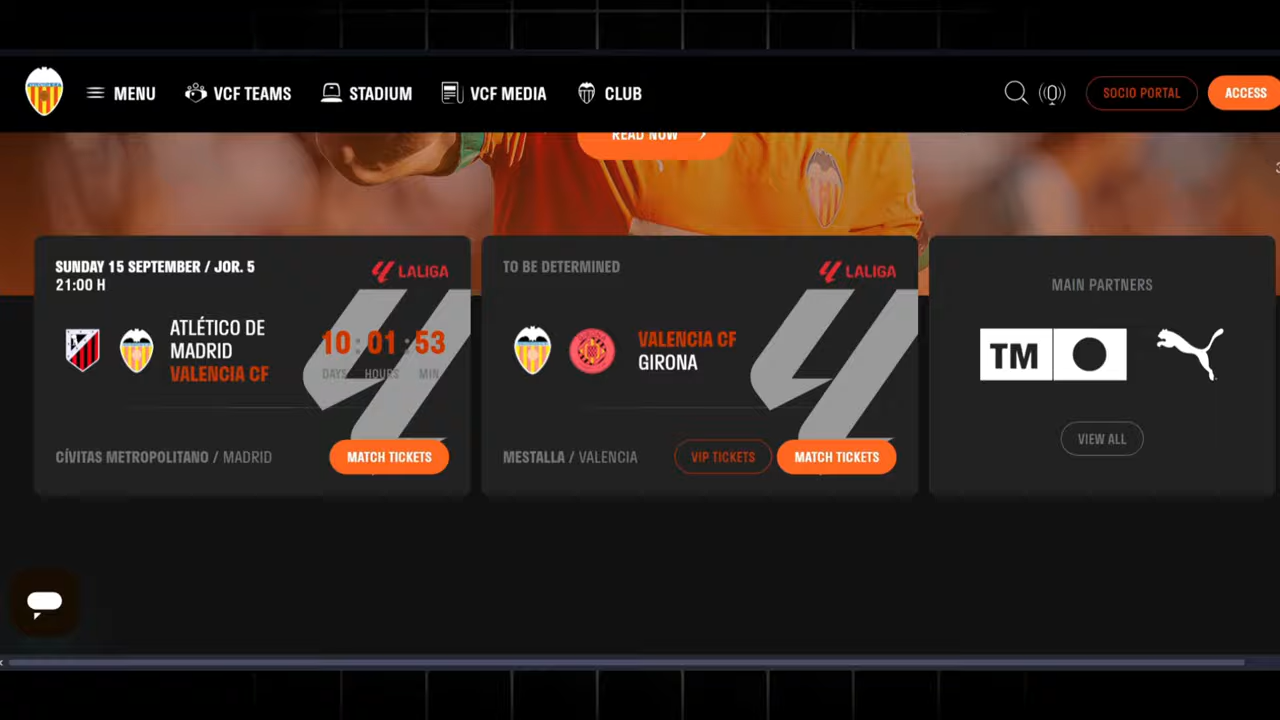 MENU
VCF TEAMS
STADIUM
VCF MEDIA
CLUB
SOCIO PORTAL
ACCESS
READ NOW
SUNDAY 15 SEPTEMBER / JOR. 5
21:00 H
LALIGA
ATLÉTICO DE
MADRID
VALENCIA CF
10:01:53
DAYS HOURS MIN
CÍVITAS METROPOLITANO / MADRID
MATCH TICKETS
TO BE DETERMINED
LALIGA
VALENCIA CF
GIRONA
MESTALLA / VALENCIA
VIP TICKETS
MATCH TICKETS
MAIN PARTNERS
TM
VIEW ALL